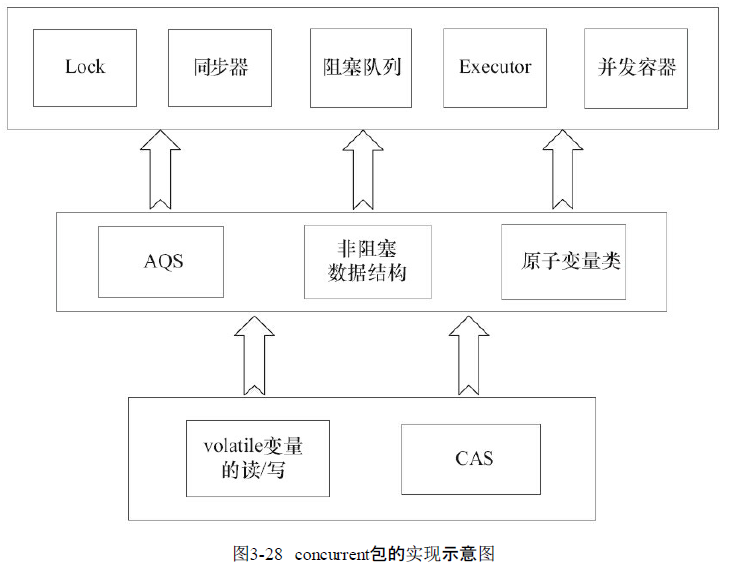 Lock
同步器
阻塞队列
Executor
并发容器
AQS
非阻塞
数据结构
原子变量类
volatile变量
的读/写
CAS
图3-28 concurrent包的实现示意图